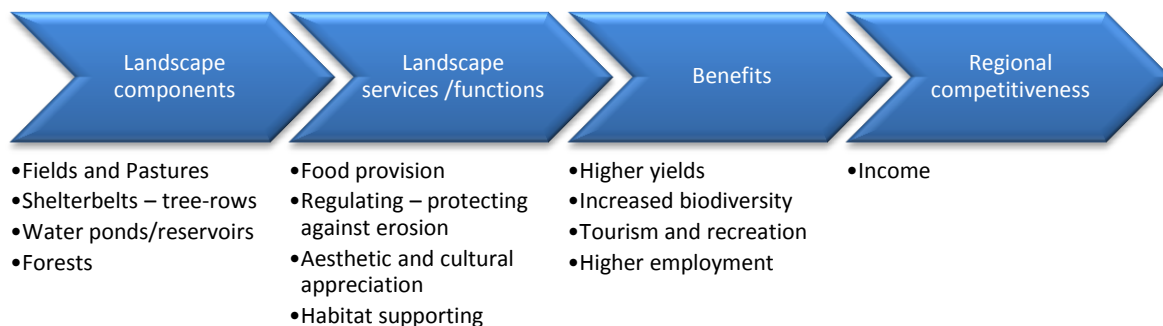 Landscape
components
Landscape
services /functions
Benefits
Regional
competitiveness
•Fields and Pastures
•Shelterbelts – tree-rows
•Water ponds/reservoirs
•Forests
•Food provision
•Regulating – protecting
against erosion
•Aesthetic and cultural
appreciation
•Habitat supporting
•Higher yields
•Increased biodiversity
•Tourism and recreation
•Higher employment
•Income